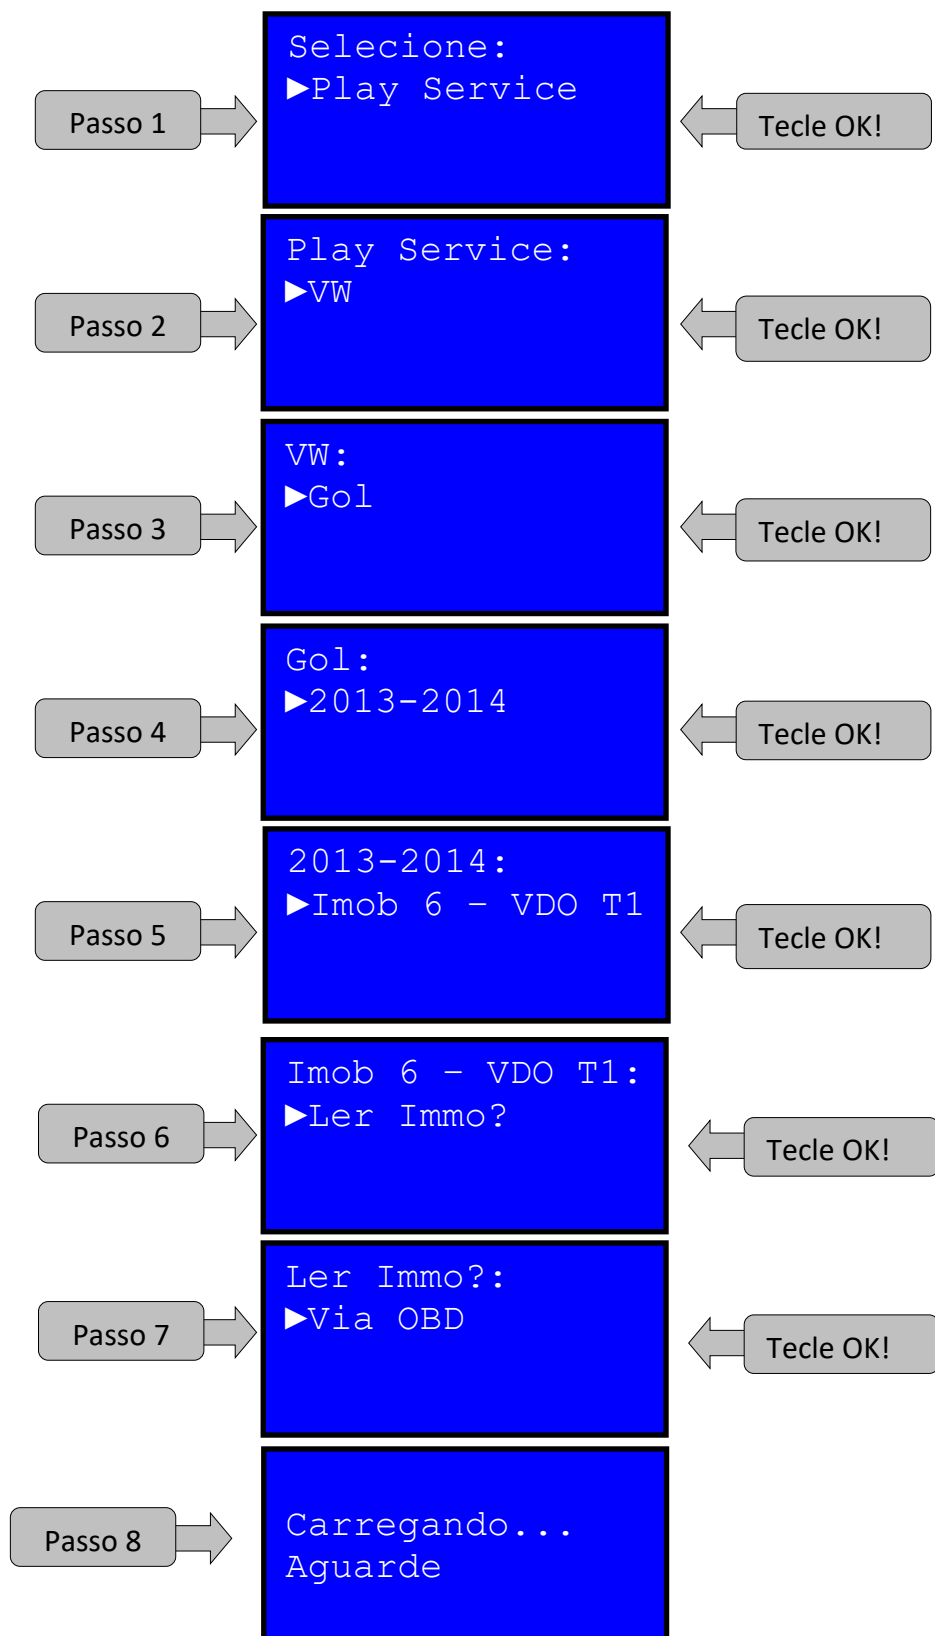 Selecione:
►Play Service
Passo 1
Tecle OK!
Play Service:
►VW
Passo 2
Tecle OK!
VW:
►Gol
Passo 3
Tecle OK!
Gol:
►2013-2014
Passo 4
Tecle OK!
2013-2014:
►Imob 6 – VDO T1
Passo 5
Tecle OK!
Imob 6 – VDO T1:
►Ler Immo?
Passo 6
Tecle OK!
Ler Immo?:
►Via OBD
Passo 7
Tecle OK!
Carregando...
Aguarde
Passo 8